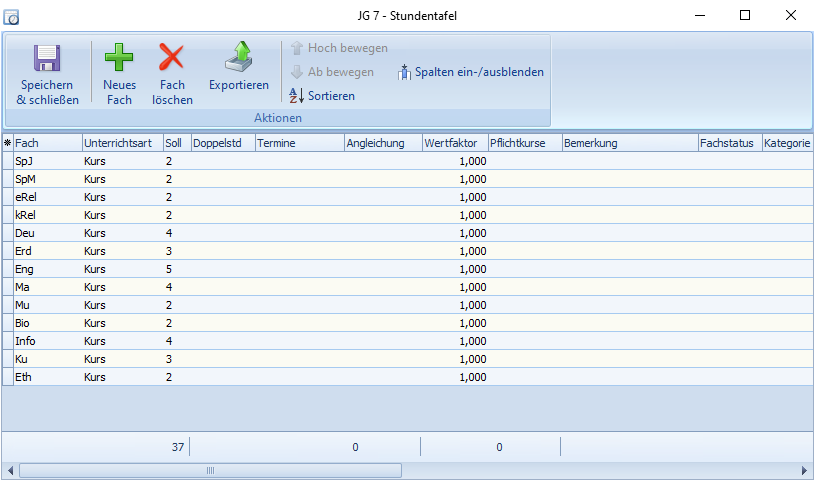 JG 7 - Stundentafel
Speichern & schließen
Neues Fach
Fach löschen
Exportieren
Hoch bewegen
Ab bewegen
Sortieren
Spalten ein-/ausblenden
Aktionen
Fach Unterrichtsart Soll Doppelstd Termine Angleichung Wertfaktor Pflichtkurse Bemerkung Fachstatus Kategorie
SpJ Kurs 2 1,000
SpM Kurs 2 1,000
eRel Kurs 2 1,000
kRel Kurs 2 1,000
Deu Kurs 4 1,000
Erd Kurs 3 1,000
Eng Kurs 5 1,000
Ma Kurs 4 1,000
Mu Kurs 2 1,000
Bio Kurs 2 1,000
Info Kurs 4 1,000
Ku Kurs 3 1,000
Eth Kurs 2 1,000
37 0 0